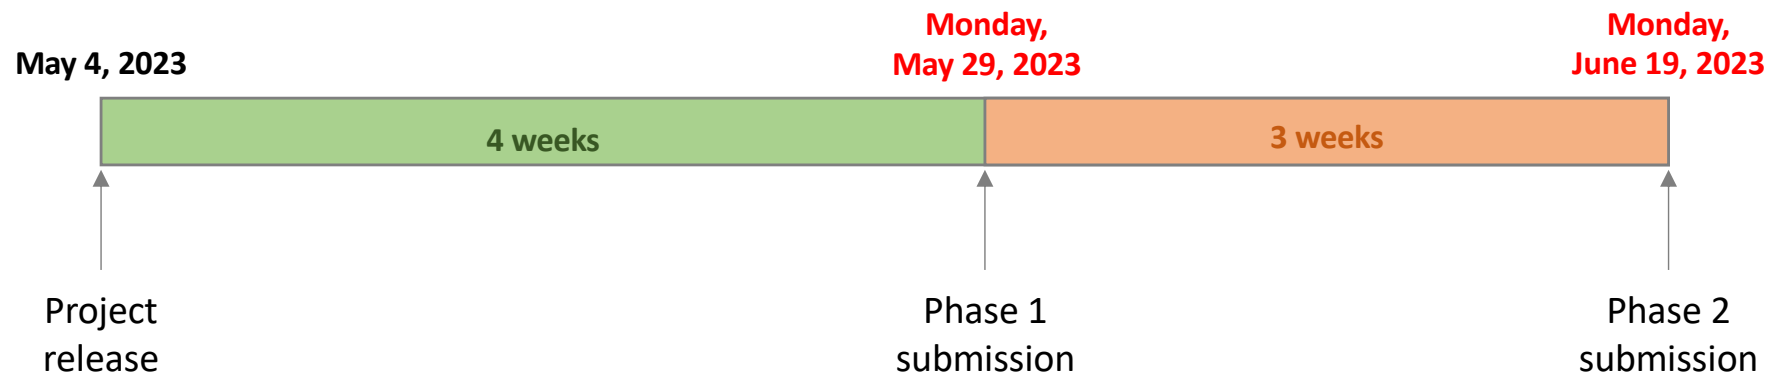 May 4, 2023
Monday,
May 29, 2023
Monday,
June 19, 2023
4 weeks
3 weeks
Project
release
Phase 1
submission
Phase 2
submission